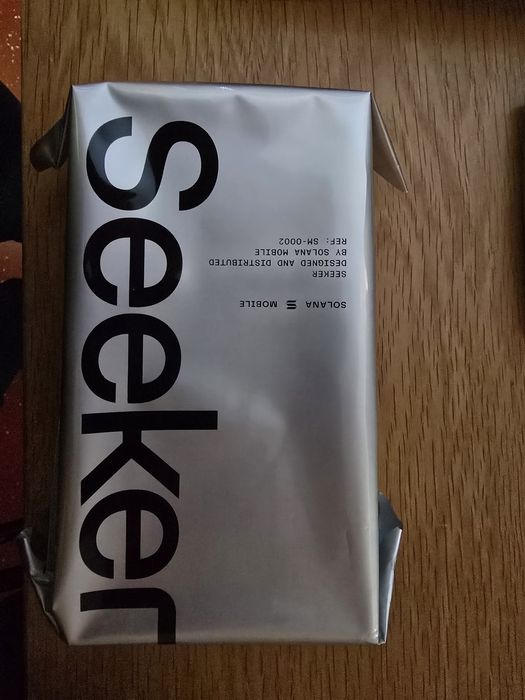 Seeker
SOLANA S MOBILE
SEEKER
DESIGNED AND DISTRIBUTED
BY SOLANA MOBILE
REF: SM-0002